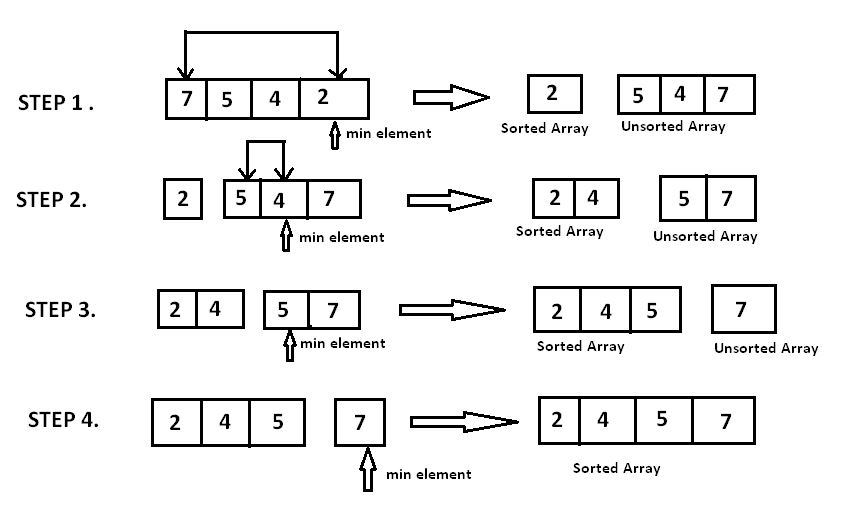 STEP 1 .
7 5 4 2
2
5 4 7
min element
Sorted Array
Unsorted Array
STEP 2.
2
5 4 7
2 4
5 7
min element
Sorted Array
Unsorted Array
STEP 3.
2 4
5 7
2 4 5
7
min element
Sorted Array
Unsorted Array
STEP 4.
2 4 5
7
2 4 5 7
min element
Sorted Array